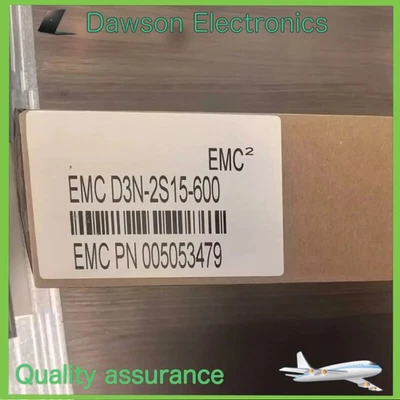 Dawson Electronics
EMC²
EMC D3N-2S15-600
EMC PN 005053479
Quality assurance